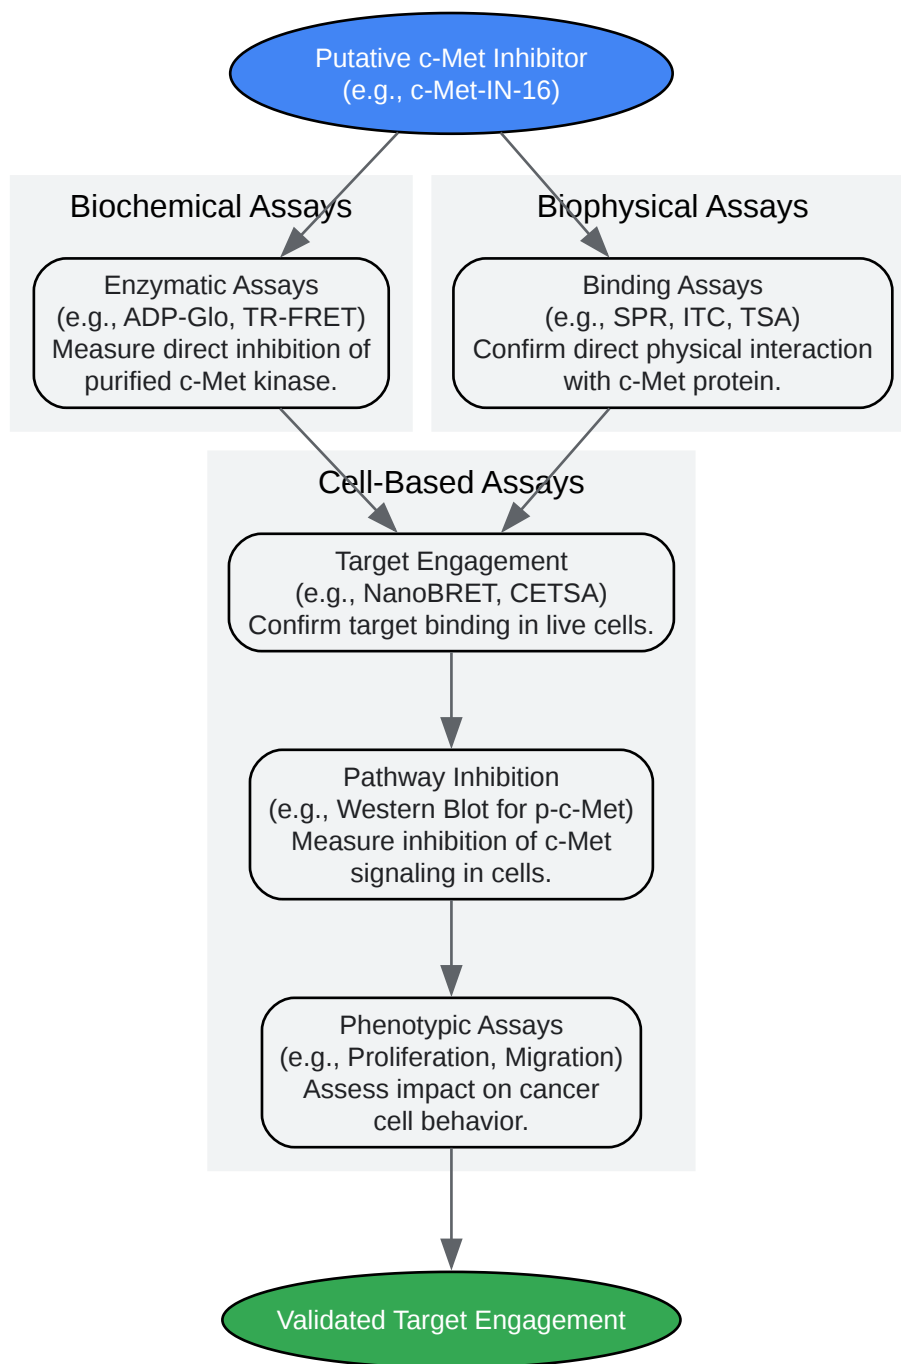 Putative c-Met Inhibitor
(e.g., c-Met-IN-16)
Biochemical Assays
Enzymatic Assays
(e.g., ADP-Glo, TR-FRET)
Measure direct inhibition of
purified c-Met kinase.
Biophysical Assays
Binding Assays
(e.g., SPR, ITC, TSA)
Confirm direct physical interaction
with c-Met protein.
Cell-Based Assays
Target Engagement
(e.g., NanoBRET, CETSA)
Confirm target binding in live cells.
Pathway Inhibition
(e.g., Western Blot for p-c-Met)
Measure inhibition of c-Met
signaling in cells.
Phenotypic Assays
(e.g., Proliferation, Migration)
Assess impact on cancer
cell behavior.
Validated Target Engagement